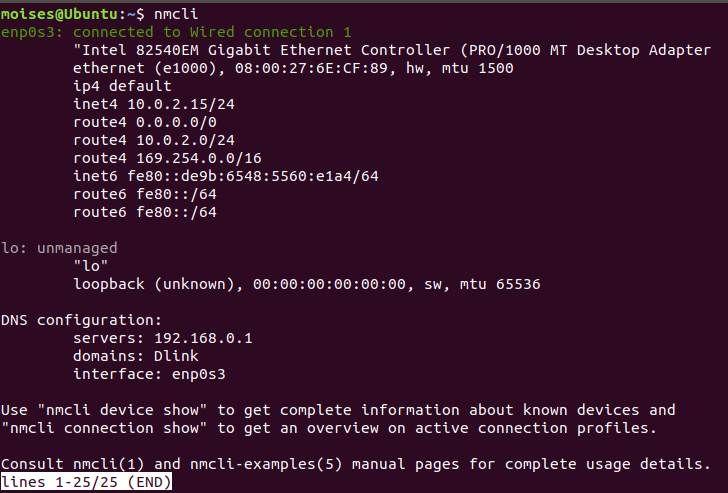 moises@Ubuntu:~$ nmcli
enp0s3: connected to Wired connection 1
"Intel 82540EM Gigabit Ethernet Controller (PRO/1000 MT Desktop Adapter
ethernet (e1000), 08:00:27:6E:CF:89, hw, mtu 1500
ip4 default
inet4 10.0.2.15/24
route4 0.0.0.0/0
route4 10.0.2.0/24
route4 169.254.0.0/16
inet6 fe80::de9b:6548:5560:e1a4/64
route6 fe80::/64
route6 fe80::/64
lo: unmanaged
"lo"
loopback (unknown), 00:00:00:00:00:00, sw, mtu 65536
DNS configuration:
servers: 192.168.0.1
domains: Dlink
interface: enp0s3
Use "nmcli device show" to get complete information about known devices and
"nmcli connection show" to get an overview on active connection profiles.
Consult nmcli(1) and nmcli-examples(5) manual pages for complete usage details.
lines 1-25/25 (END)